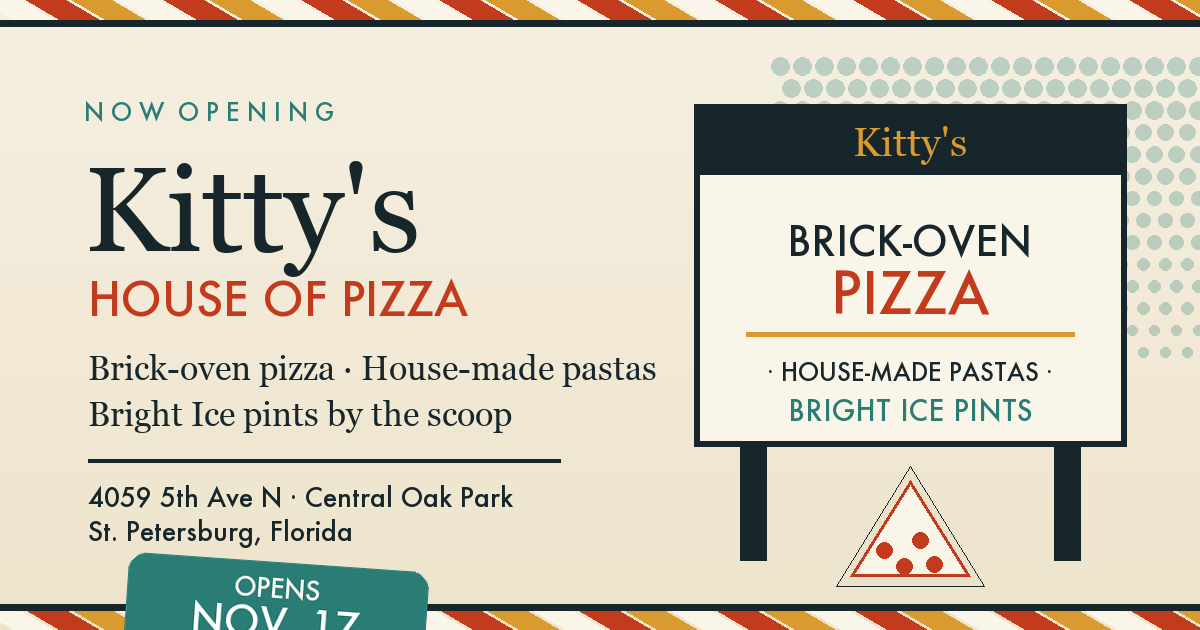 NOW OPENING
Kitty's
HOUSE OF PIZZA
Brick-oven pizza · House-made pastas
Bright Ice pints by the scoop
4059 5th Ave N · Central Oak Park
St. Petersburg, Florida
OPENS
NOV 17
Kitty's
BRICK-OVEN
PIZZA
· HOUSE-MADE PASTAS ·
BRIGHT ICE PINTS